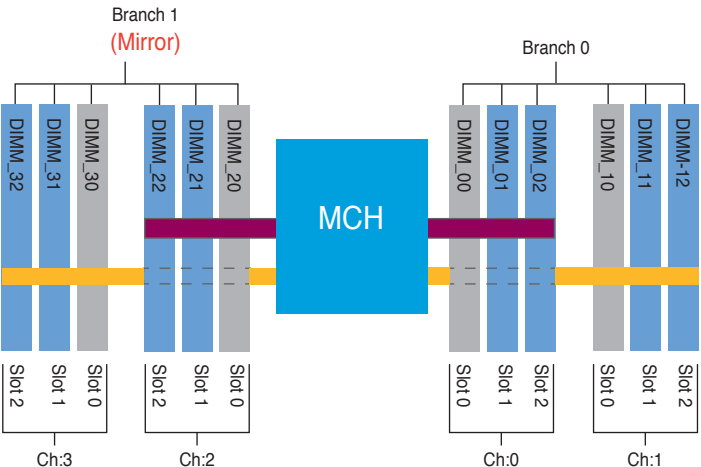 Branch 1
(Mirror)
Branch 0
DIMM_32
DIMM_31
DIMM_30
DIMM_22
DIMM_21
DIMM_20
MCH
DIMM_00
DIMM_01
DIMM_02
DIMM_10
DIMM_11
DIMM-12
Slot 2
Slot 1
Slot 0
Slot 2
Slot 1
Slot 0
Slot 0
Slot 1
Slot 2
Slot 0
Slot 1
Slot 2
Ch:3
Ch:2
Ch:0
Ch:1